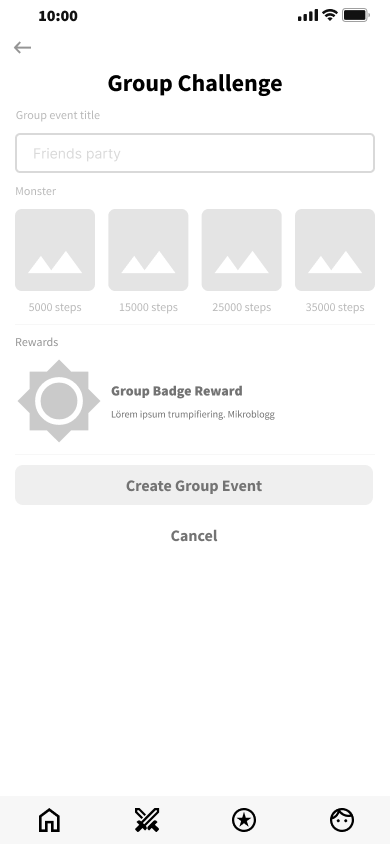 10:00
Group Challenge
Group event title
Friends party
Monster
5000 steps 15000 steps 25000 steps 35000 steps
Rewards
Group Badge Reward
Lörem ipsum trumpifiering. Mikroblogg
Create Group Event
Cancel